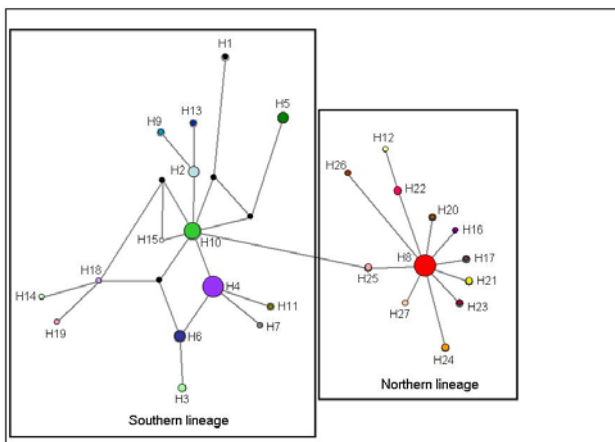 H1
H13
H9
H5
H2
H15
H10
H18
H14
H19
H4
H11
H7
H6
H3
Southern lineage
H12
H26
H22
H20
H16
H8
H17
H25
H21
H27
H23
H24
Northern lineage